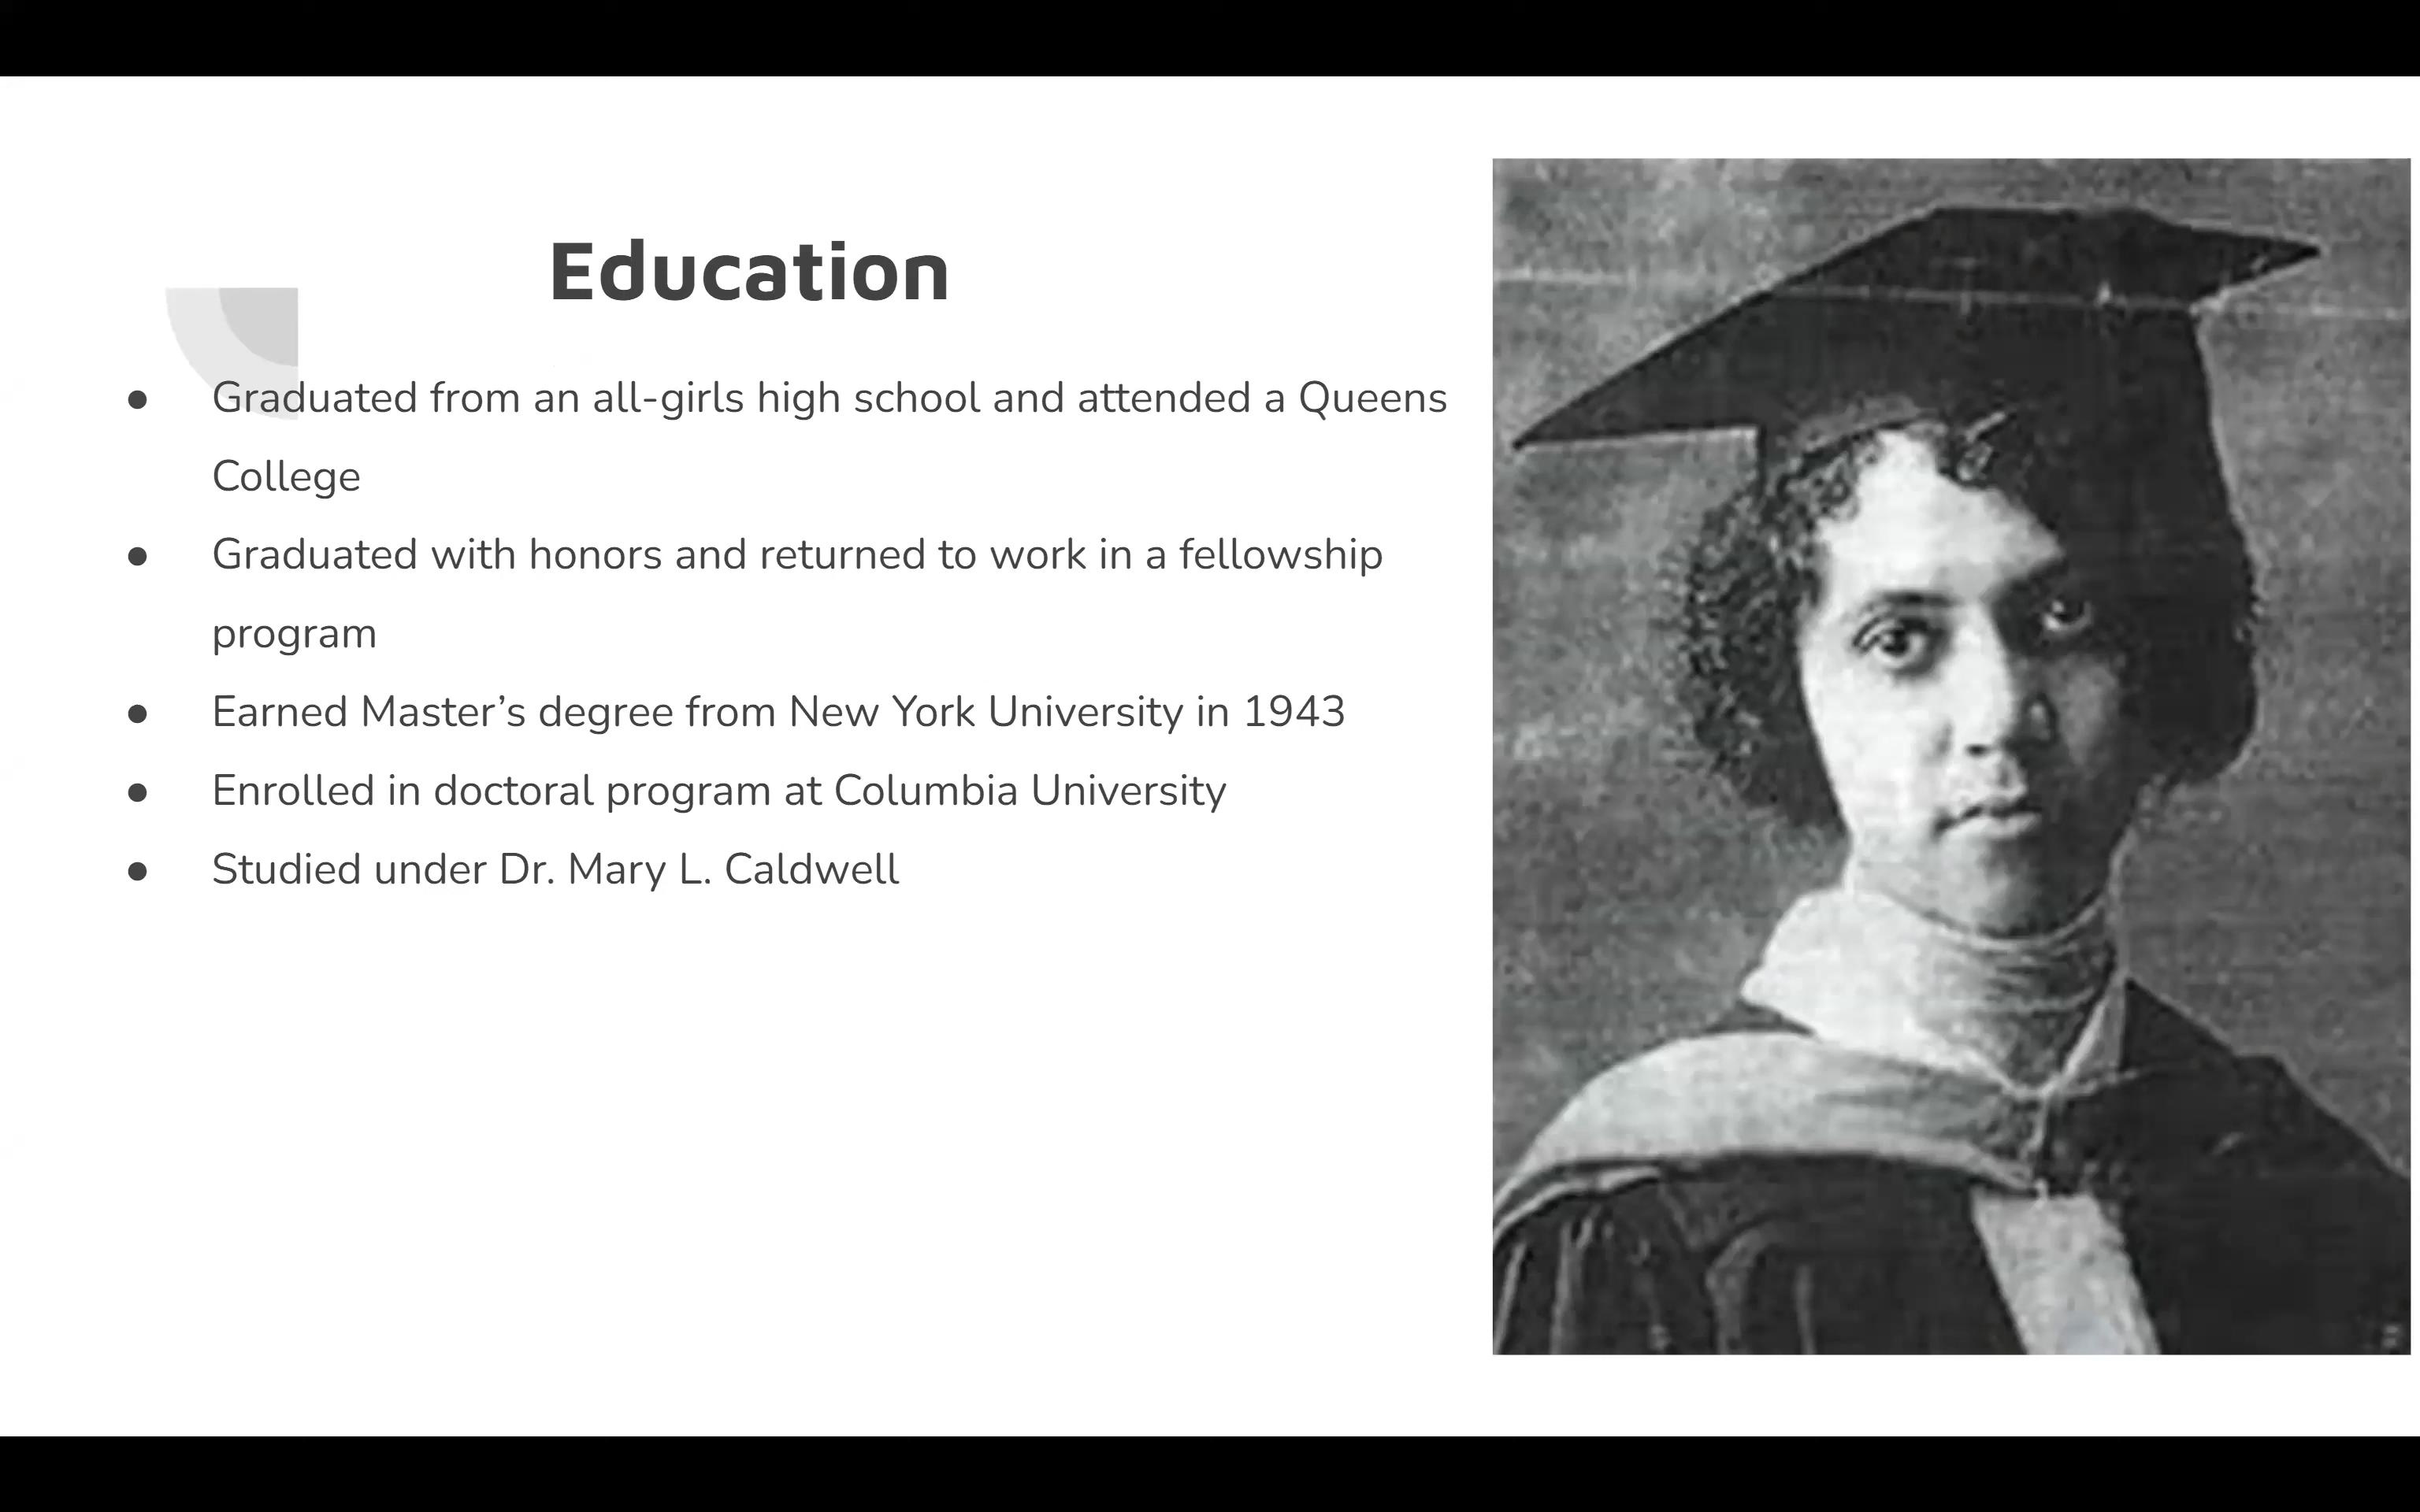 Education
● Graduated from an all-girls high school and attended a Queens
College
● Graduated with honors and returned to work in a fellowship
program
● Earned Master’s degree from New York University in 1943
● Enrolled in doctoral program at Columbia University
● Studied under Dr. Mary L. Caldwell